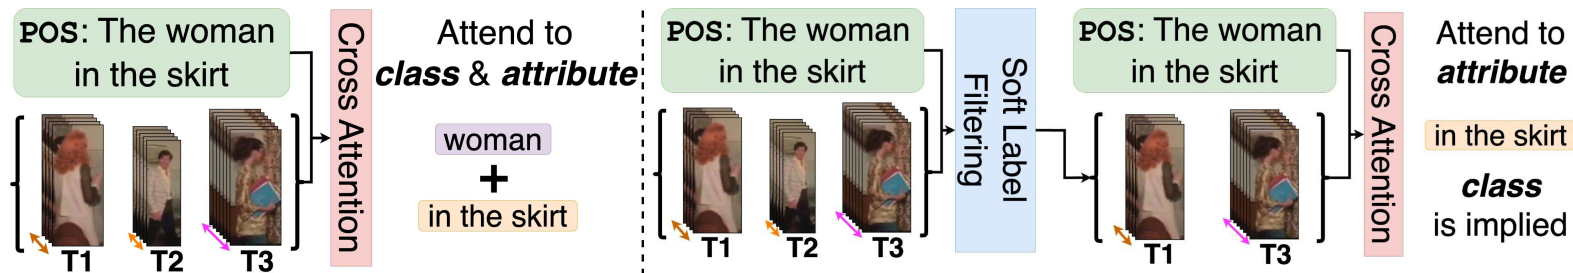 POS: The woman
in the skirt
T1
T2
T3
Cross Attention
Attend to
class & attribute
woman
+
in the skirt
POS: The woman
in the skirt
T1
T2
T3
Soft Label
Filtering
POS: The woman
in the skirt
T1
T3
Cross Attention
Attend to
attribute
in the skirt
class
is implied